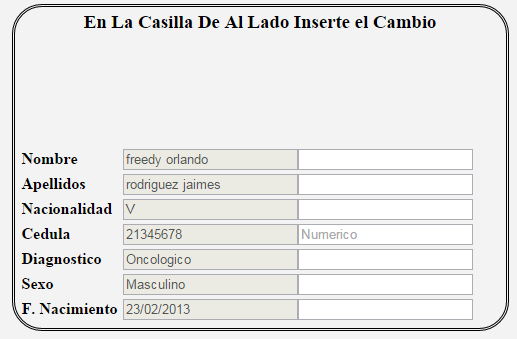 En La Casilla De Al Lado Inserte el Cambio
Nombre freedy orlando
Apellidos rodriguez jaimes
Nacionalidad V
Cedula 21345678 Numerico
Diagnostico Oncologico
Sexo Masculino
F. Nacimiento 23/02/2013